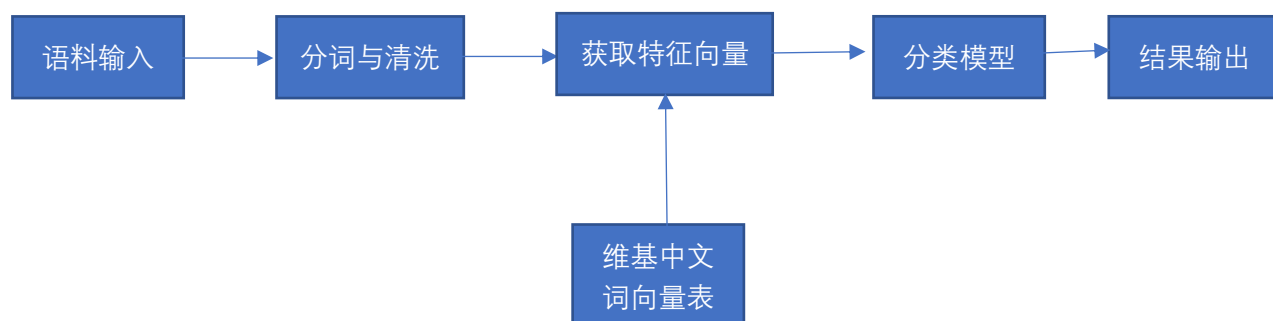 语料输入
分词与清洗
获取特征向量
分类模型
结果输出
维基中文
词向量表